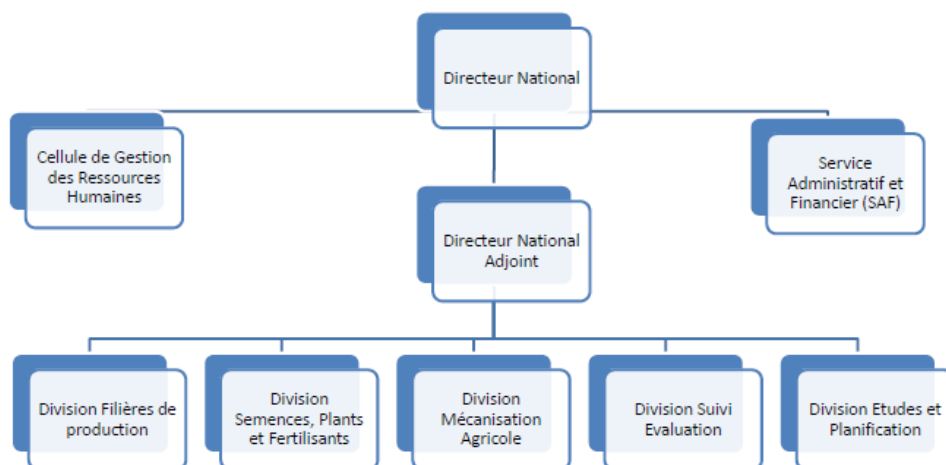 Directeur National
Cellule de Gestion
des Ressources
Humaines
Service
Administratif et
Financier (SAF)
Directeur National
Adjoint
Division Filières de
production
Division
Semences, Plants
et Fertilisants
Division
Mécanisation
Agricole
Division Suivi
Evaluation
Division Etudes et
Planification